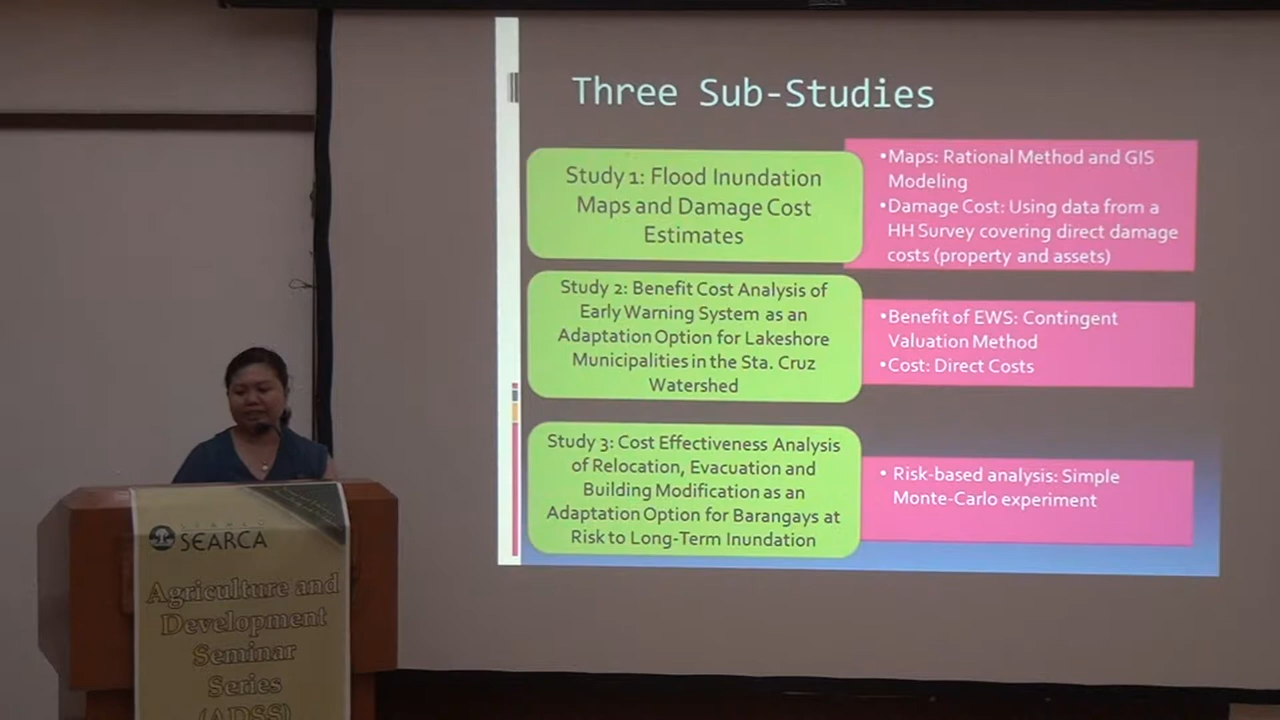 Three Sub-Studies
Study 1: Flood Inundation
Maps and Damage Cost
Estimates
•Maps: Rational Method and GIS
Modeling
•Damage Cost: Using data from a
HH Survey covering direct damage
costs (property and assets)
Study 2: Benefit Cost Analysis of
Early Warning System as an
Adaptation Option for Lakeshore
Municipalities in the Sta. Cruz
Watershed
•Benefit of EWS: Contingent
Valuation Method
•Cost: Direct Costs
Study 3: Cost Effectiveness Analysis
of Relocation, Evacuation and
Building Modification as an
Adaptation Option for Barangays at
Risk to Long-Term Inundation
• Risk-based analysis: Simple
Monte-Carlo experiment
SEARCA
Agriculture and
Development
Seminar
Series
(ADSS)